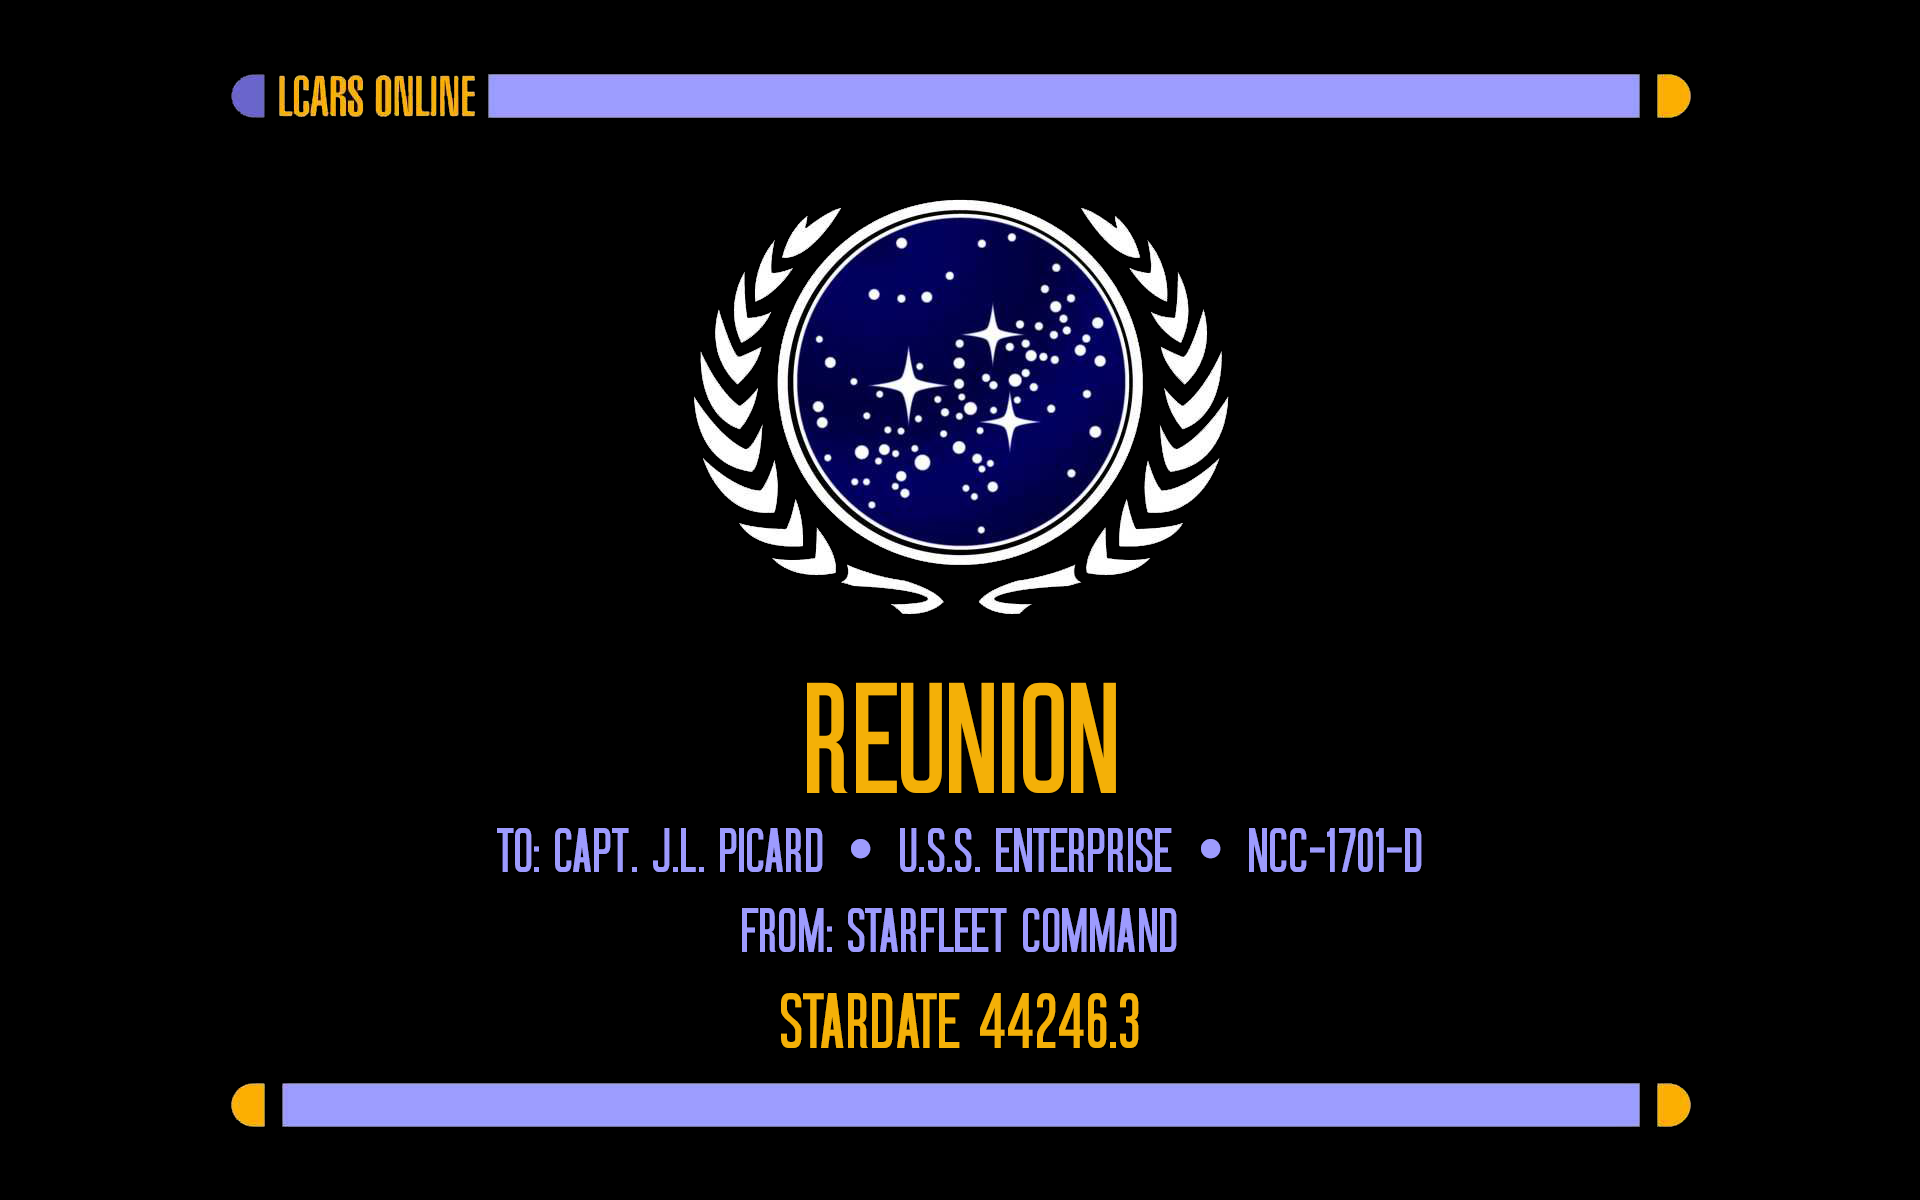 LCARS ONLINE
REUNION
TO: CAPT. J.L. PICARD • U.S.S. ENTERPRISE • NCC-1701-D
FROM: STARFLEET COMMAND
STARDATE 44246.3